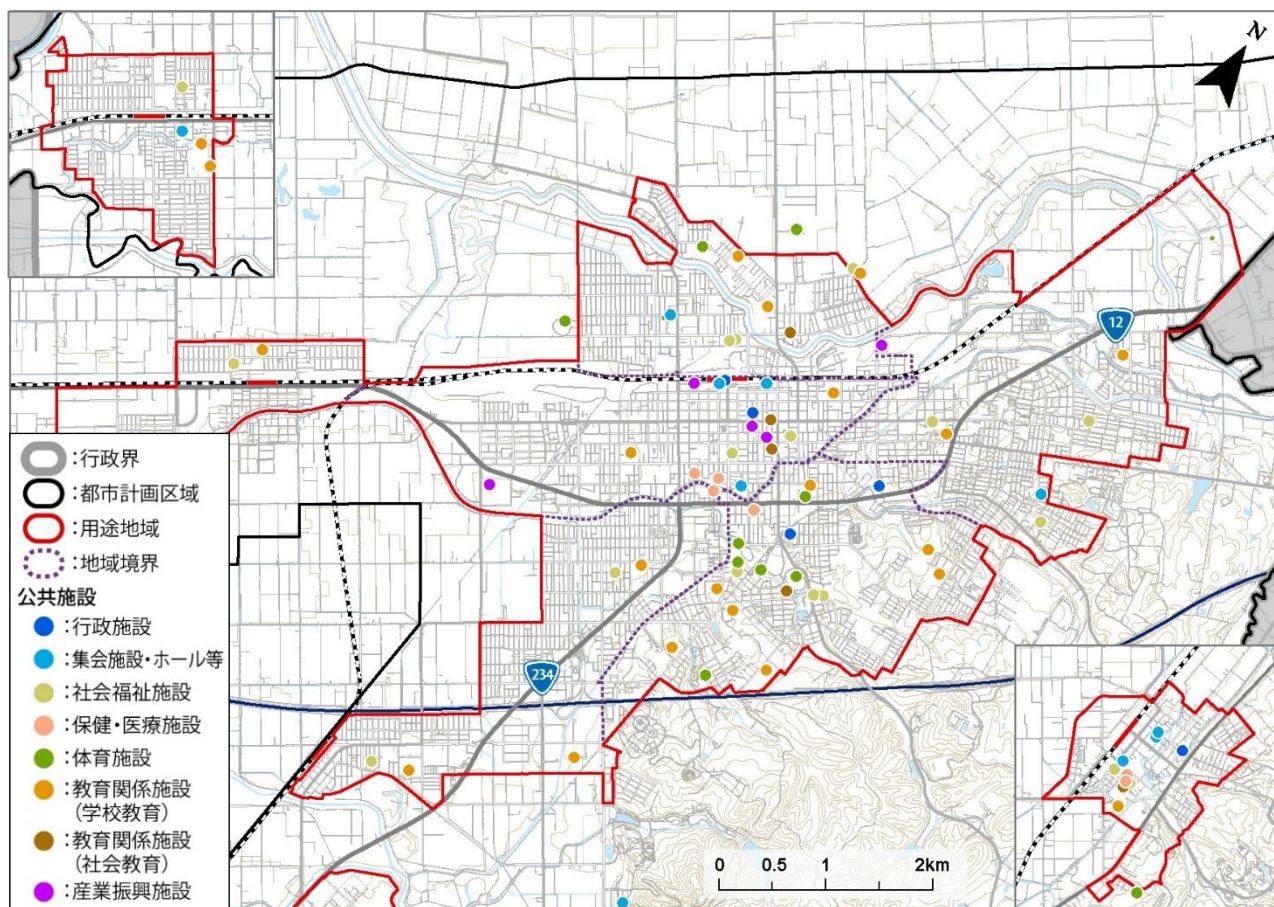 N
12
234
：行政界
：都市計画区域
：用途地域
：地域境界
公共施設
：行政施設
：集会施設・ホール等
：社会福祉施設
：保健・医療施設
：体育施設
：教育関係施設
（学校教育）
：教育関係施設
（社会教育）
：産業振興施設
0 0.5 1 2km